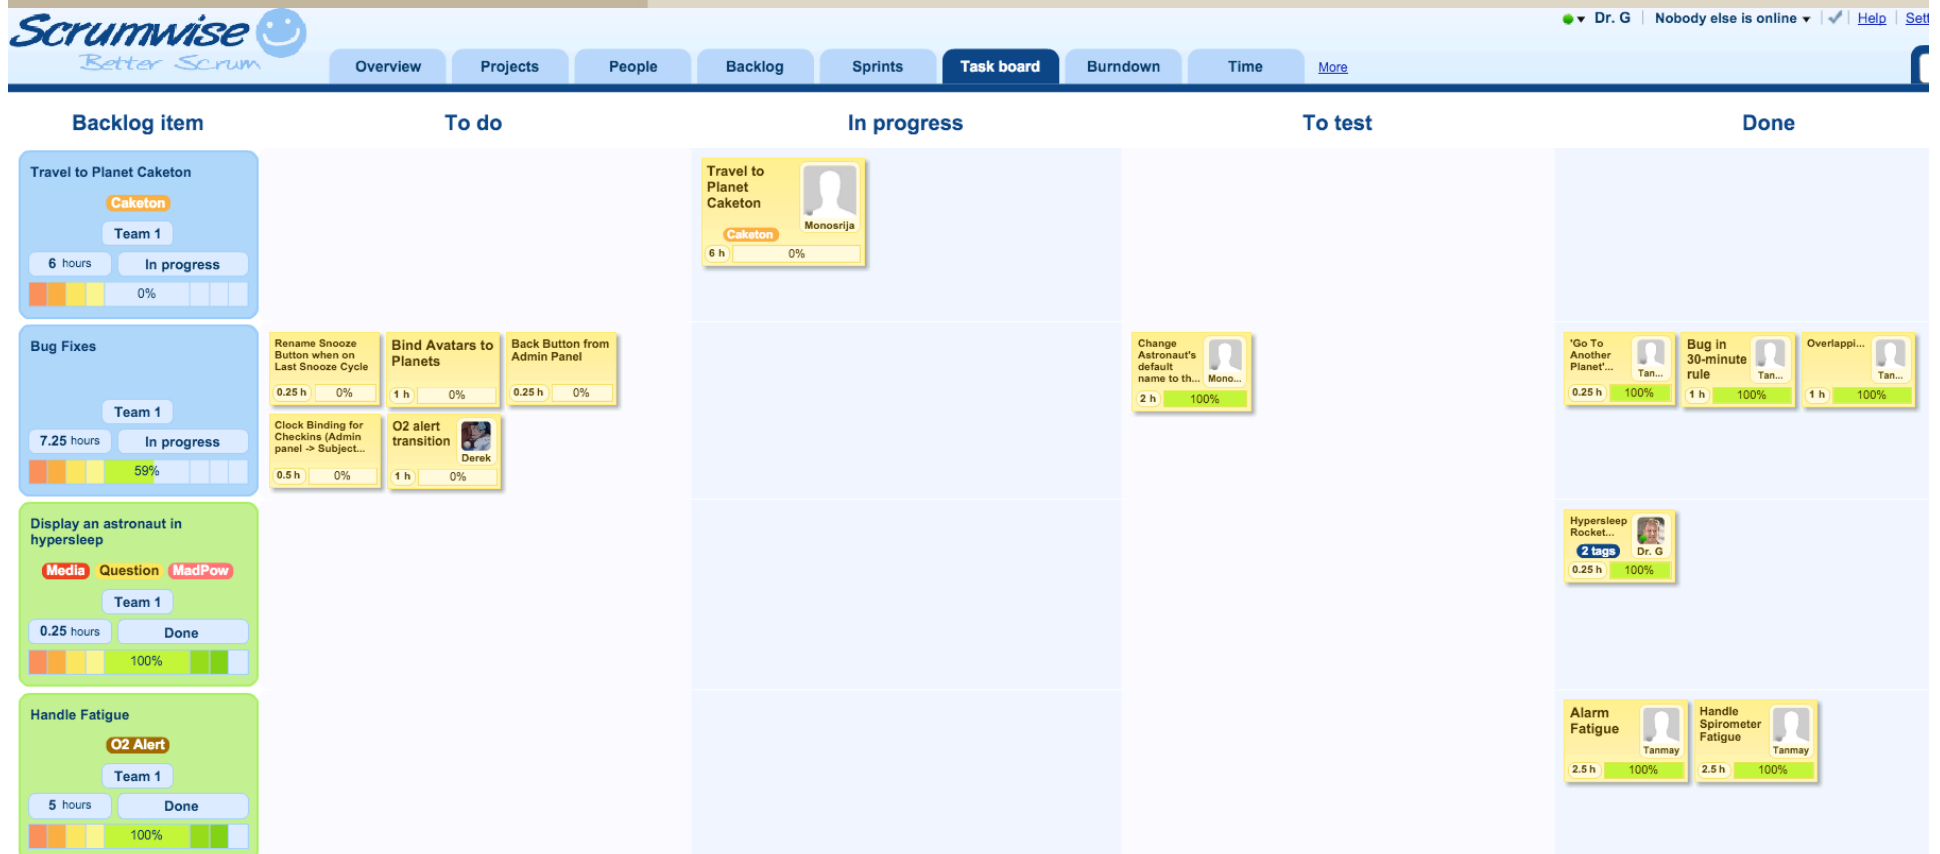 Scrumwise
Better Scrum
Dr. G
Nobody else is online
Help
Overview
Projects
People
Backlog
Sprints
Task board
Burndown
Time
More
Backlog item
To do
In progress
To test
Done
Travel to Planet Caketon
Caketon
Team 1
6 hours
In progress
0%
Travel to
Planet
Caketon
Monosrija
Caketon
6 h
0%
Bug Fixes
Team 1
7.25 hours
In progress
59%
Rename Snooze
Button when on
Last Snooze Cycle
0.25 h
0%
Bind Avatars to
Planets
1 h
0%
Back Button from
Admin Panel
0.25 h
0%
Clock Binding for
Checkins (Admin
panel -> Subject...
0.5 h
0%
O2 alert
transition
Derek
1 h
0%
Change
Astronaut's
default
name to th...
Mono...
2 h
100%
'Go To
Another
Planet'...
Tan...
0.25 h
100%
Bug in
30-minute
rule
Tan...
1 h
100%
Overlappi...
Tan...
1 h
100%
Display an astronaut in
hypersleep
Media
Question
MadPow
Team 1
0.25 hours
Done
100%
Hypersleep
Rocket...
2 tags
Dr. G
0.25 h
100%
Handle Fatigue
O2 Alert
Team 1
5 hours
Done
100%
Alarm
Fatigue
Tanmay
2.5 h
100%
Handle
Spirometer
Fatigue
Tanmay
2.5 h
100%